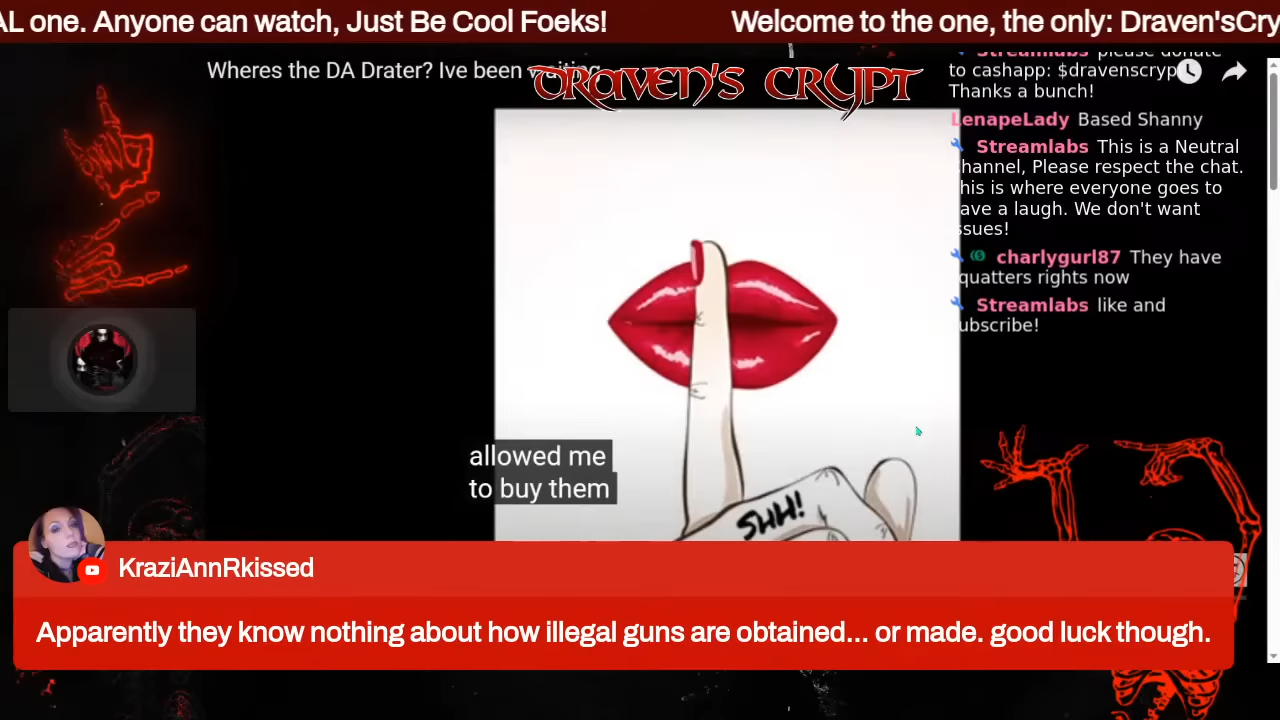 AL one. Anyone can watch, Just Be Cool Foeks!
Welcome to the one, the only: Draven'sCry
Wheres the DA Drater? Ive been waiting
DRAVEN'S CRYPT
Streamlabs please donate
to cashapp: $dravenscryp
Thanks a bunch!
LenapeLady Based Shanny
Streamlabs This is a Neutral
hannel, Please respect the chat.
his is where everyone goes to
ave a laugh. We don't want
ssues!
charlygurl87 They have
quatters rights now
Streamlabs like and
ubscribe!
allowed me
to buy them
SHH!
KraziAnnRkissed
Apparently they know nothing about how illegal guns are obtained... or made. good luck though.